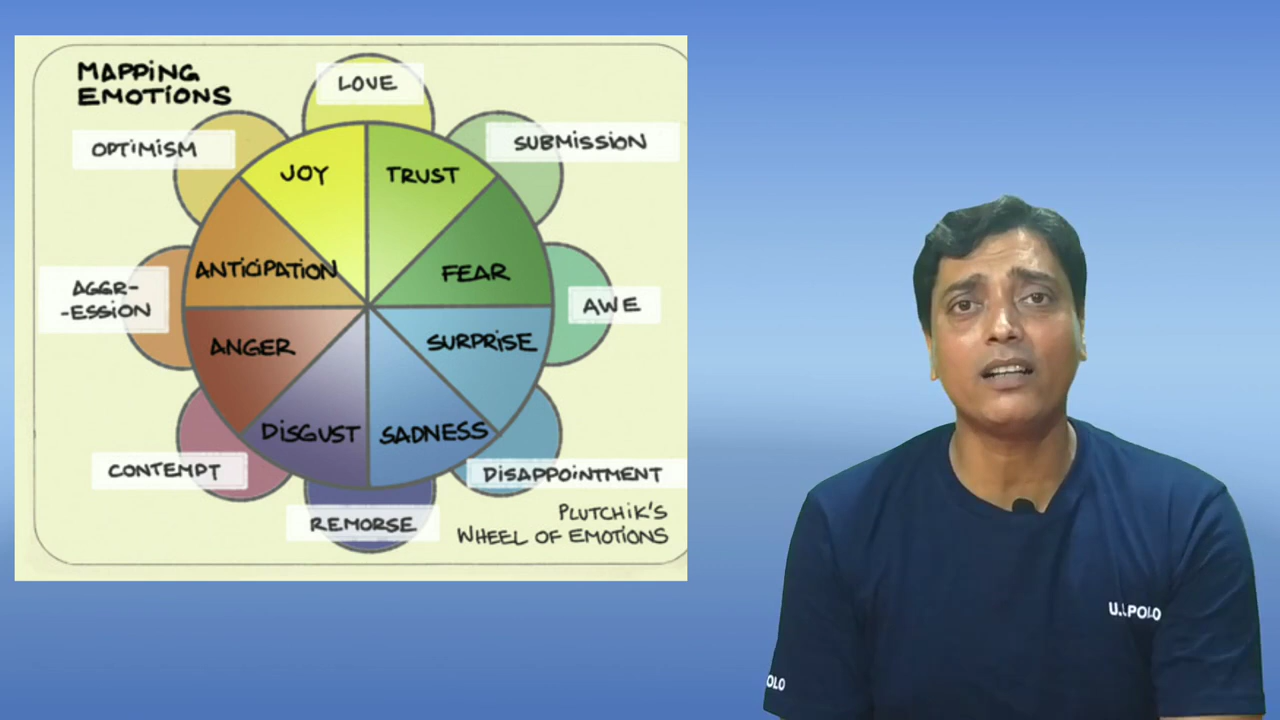 MAPPING
EMOTIONS
LOVE
OPTIMISM
SUBMISSION
JOY
TRUST
ANTICIPATION
FEAR
AGGR-
-ESSION
AWE
ANGER
SURPRISE
DISGUST
SADNESS
CONTEMPT
DISAPPOINTMENT
REMORSE
PLUTCHIK'S
WHEEL OF EMOTIONS
U.S.POLO
OLO